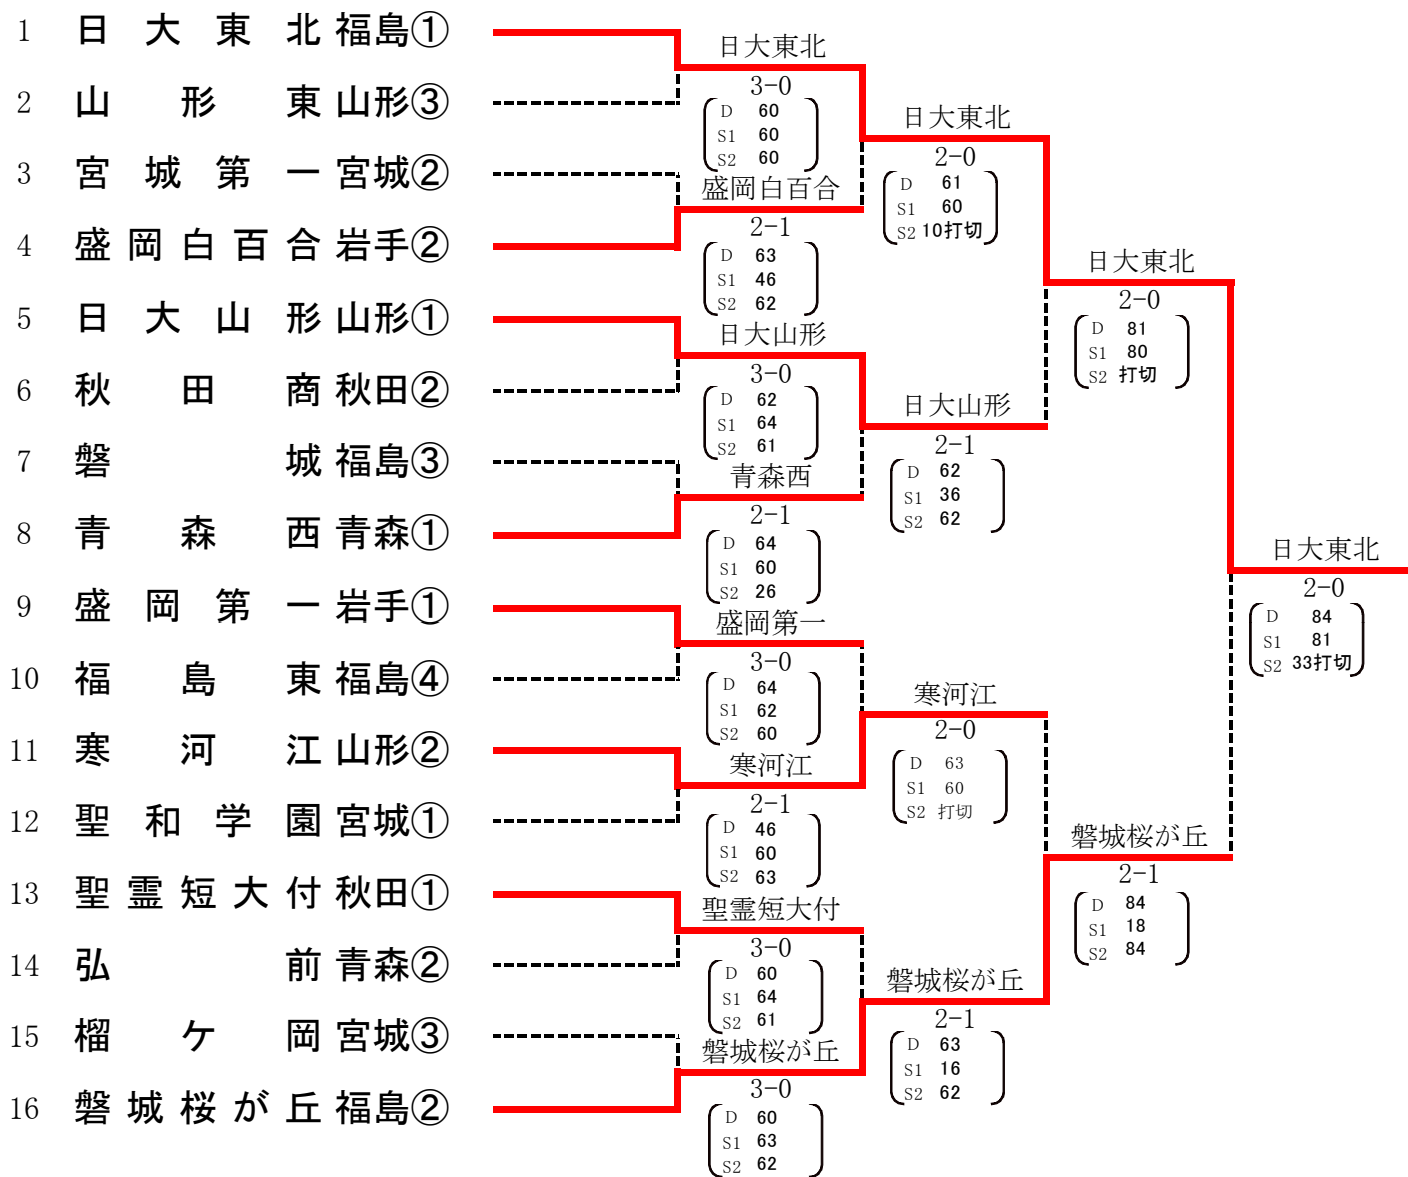 1 日大東北 福島①
2 山形東 山形③
3 宮城第一 宮城②
4 盛岡白百合 岩手②
5 日大山形 山形①
6 秋田商 秋田②
7 磐城 福島③
8 青森西 青森①
9 盛岡第一 岩手①
10 福島東 福島④
11 寒河江 山形②
12 聖和学園 宮城①
13 聖霊短大付 秋田①
14 弘前 青森②
15 榴ケ岡 宮城③
16 磐城桜が丘 福島②
日大東北
3-0
D 60
S1 60
S2 60
盛岡白百合
2-1
D 63
S1 46
S2 62
日大山形
3-0
D 62
S1 64
S2 61
青森西
2-1
D 64
S1 60
S2 26
盛岡第一
3-0
D 64
S1 62
S2 60
寒河江
2-1
D 46
S1 60
S2 63
聖霊短大付
3-0
D 60
S1 64
S2 61
磐城桜が丘
3-0
D 60
S1 63
S2 62
日大東北
2-0
D 61
S1 60
S2 10打切
日大山形
2-1
D 62
S1 36
S2 62
寒河江
2-0
D 63
S1 60
S2 打切
磐城桜が丘
2-1
D 63
S1 16
S2 62
日大東北
2-0
D 81
S1 80
S2 打切
磐城桜が丘
2-1
D 84
S1 18
S2 84
日大東北
2-0
D 84
S1 81
S2 33打切